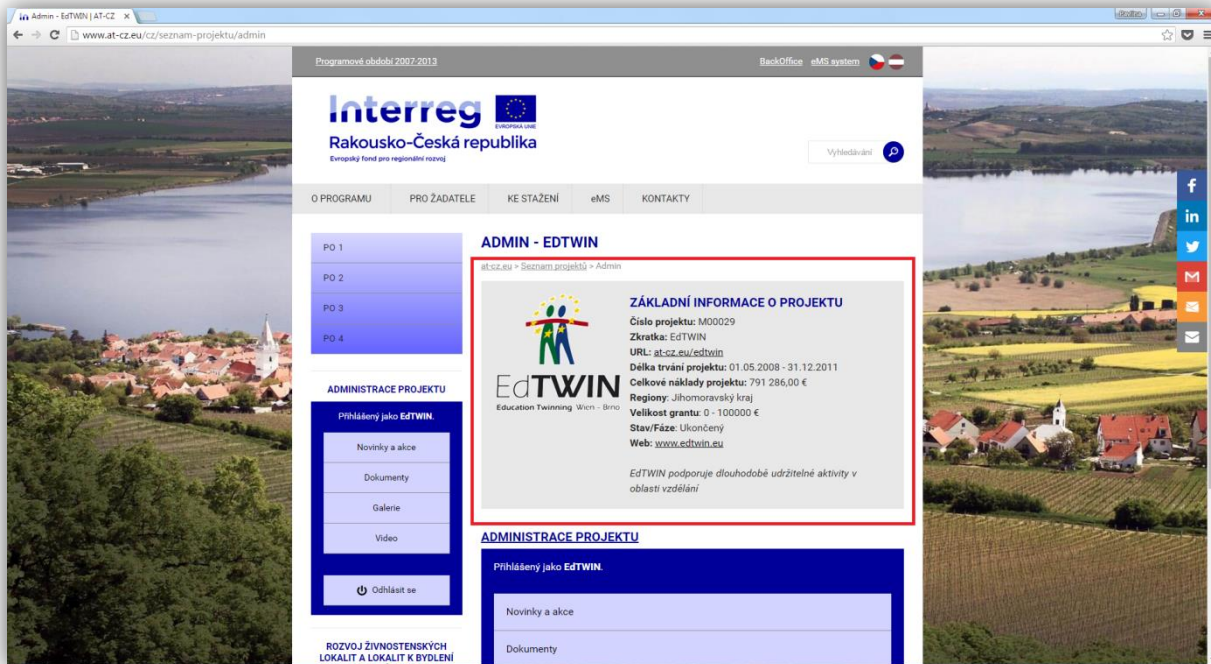 Admin - EdTWIN | AT-CZ
www.at-cz.eu/cz/seznam-projektu/admin
Programové období 2007-2013
BackOffice eMS system
Interreg
EVROPSKÁ UNIE
Rakousko-Česká republika
Evropský fond pro regionální rozvoj
Vyhledávání
O PROGRAMU PRO ŽADATELE KE STAŽENÍ eMS KONTAKTY
PO 1
PO 2
PO 3
PO 4
ADMINISTRACE PROJEKTU
Přihlášený jako EdTWIN.
Novinky a akce
Dokumenty
Galerie
Video
Odhlásit se
ROZVOJ ŽIVNOSTENSKÝCH
LOKALIT A LOKALIT K BYDLENÍ
ADMIN - EDTWIN
at-cz.eu > Seznam projektů > Admin
EdTWIN
Education Twinning Wien - Brno
ZÁKLADNÍ INFORMACE O PROJEKTU
Číslo projektu: M00029
Zkratka: EdTWIN
URL: at-cz.eu/edtwin
Délka trvání projektu: 01.05.2008 - 31.12.2011
Celkové náklady projektu: 791 286,00 €
Regiony: Jihomoravský kraj
Velikost grantu: 0 - 100000 €
Stav/Fáze: Ukončený
Web: www.edtwin.eu
EdTWIN podporuje dlouhodobě udržitelné aktivity v
oblasti vzdělání
ADMINISTRACE PROJEKTU
Přihlášený jako EdTWIN.
Novinky a akce
Dokumenty
f
in